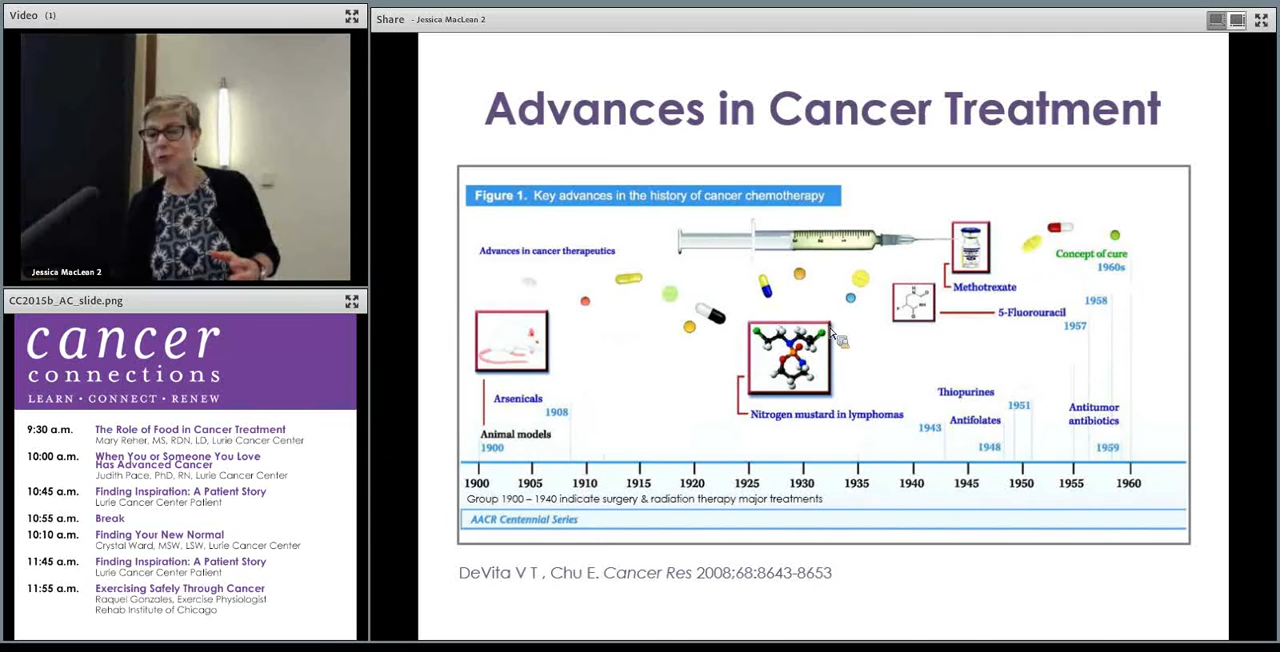 Video (1)
Jessica MacLean 2
CC2015b_AC_slide.png
cancer
connections
LEARN • CONNECT • RENEW
9:30 a.m. The Role of Food in Cancer Treatment
Mary Reher, MS, RDN, LD, Lurie Cancer Center
10:00 a.m. When You or Someone You Love
Has Advanced Cancer
Judith Pace, PhD, RN, Lurie Cancer Center
10:45 a.m. Finding Inspiration: A Patient Story
Lurie Cancer Center Patient
10:55 a.m. Break
10:10 a.m. Finding Your New Normal
Crystal Ward, MSW, LSW, Lurie Cancer Center
11:45 a.m. Finding Inspiration: A Patient Story
Lurie Cancer Center Patient
11:55 a.m. Exercising Safely Through Cancer
Raquel Gonzales, Exercise Physiologist
Rehab Institute of Chicago
Share - Jessica MacLean 2
Advances in Cancer Treatment
Figure 1. Key advances in the history of cancer chemotherapy
Advances in cancer therapeutics
Concept of cure
1960s
Methotrexate
1958
5-Fluorouracil
1957
Thiopurines
1951
Arsenicals
1908
Nitrogen mustard in lymphomas
1943
Antifolates
1948
Antitumor
antibiotics
1959
Animal models
1900
1900 1905 1910 1915 1920 1925 1930 1935 1940 1945 1950 1955 1960
Group 1900 – 1940 indicate surgery & radiation therapy major treatments
AACR Centennial Series
DeVita V T , Chu E. Cancer Res 2008;68:8643-8653